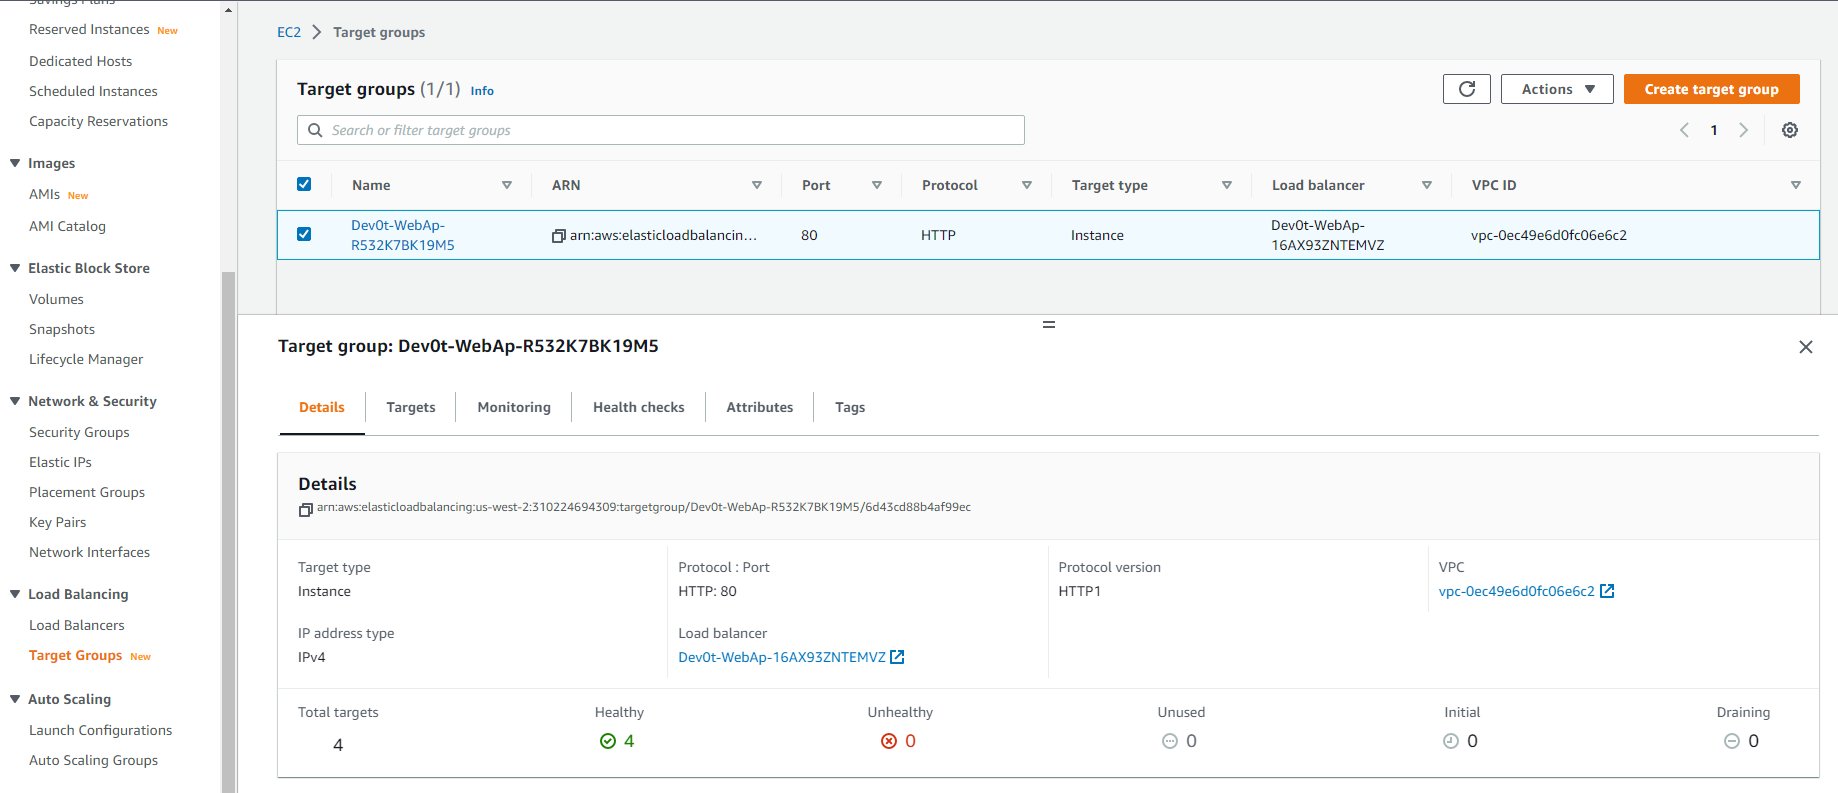 Savings Plans
Reserved Instances New
Dedicated Hosts
Scheduled Instances
Capacity Reservations
Images
AMIs New
AMI Catalog
Elastic Block Store
Volumes
Snapshots
Lifecycle Manager
Network & Security
Security Groups
Elastic IPs
Placement Groups
Key Pairs
Network Interfaces
Load Balancing
Load Balancers
Target Groups New
Auto Scaling
Launch Configurations
Auto Scaling Groups
EC2 > Target groups
Target groups (1/1) Info
Actions
Create target group
Search or filter target groups
1
Name ARN Port Protocol Target type Load balancer VPC ID
Dev0t-WebAp-
R532K7BK19M5
arn:aws:elasticloadbalancin...
80
HTTP
Instance
Dev0t-WebAp-
16AX93ZNTEMVZ
vpc-0ec49e6d0fc06e6c2
Target group: Dev0t-WebAp-R532K7BK19M5
Details Targets Monitoring Health checks Attributes Tags
Details
arn:aws:elasticloadbalancing:us-west-2:310224694309:targetgroup/Dev0t-WebAp-R532K7BK19M5/6d43cd88b4af99ec
Target type
Instance
Protocol : Port
HTTP: 80
Protocol version
HTTP1
VPC
vpc-0ec49e6d0fc06e6c2
IP address type
IPv4
Load balancer
Dev0t-WebAp-16AX93ZNTEMVZ
Total targets
4
Healthy
4
Unhealthy
0
Unused
0
Initial
0
Draining
0